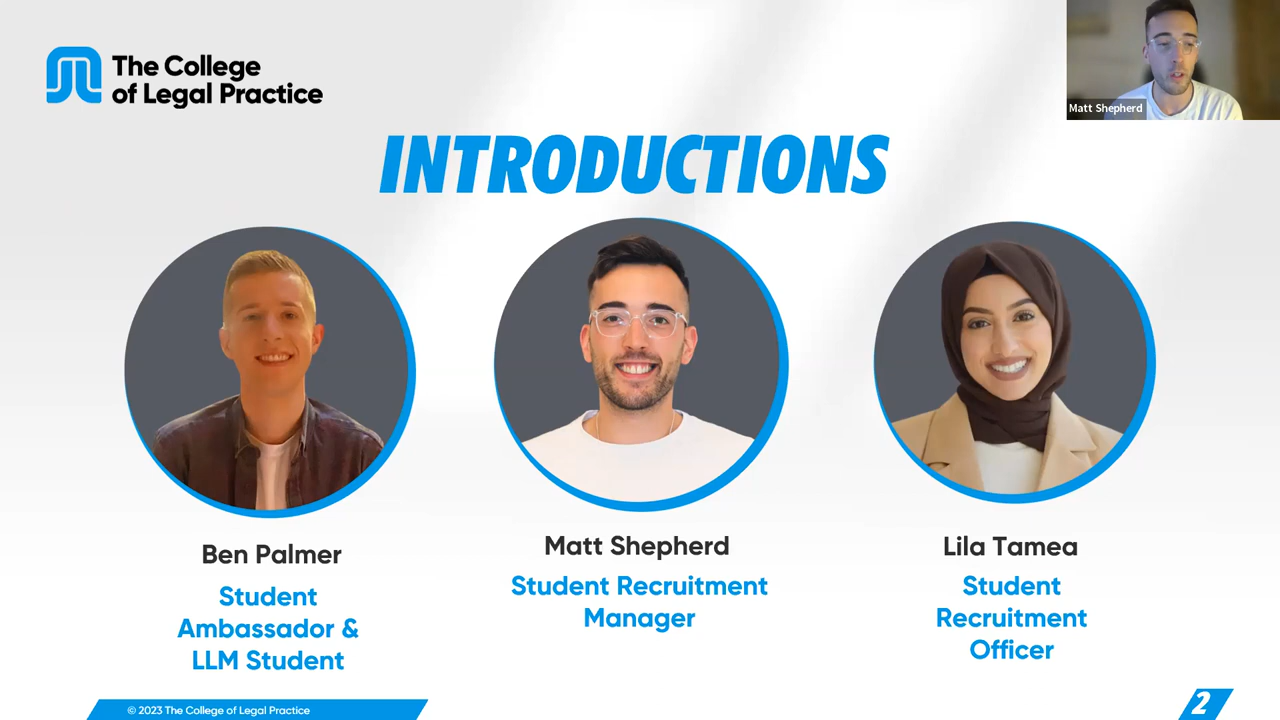 The College
of Legal Practice
Matt Shepherd
INTRODUCTIONS
Ben Palmer
Student
Ambassador &
LLM Student
Matt Shepherd
Student Recruitment
Manager
Lila Tamea
Student
Recruitment
Officer
© 2023 The College of Legal Practice
2